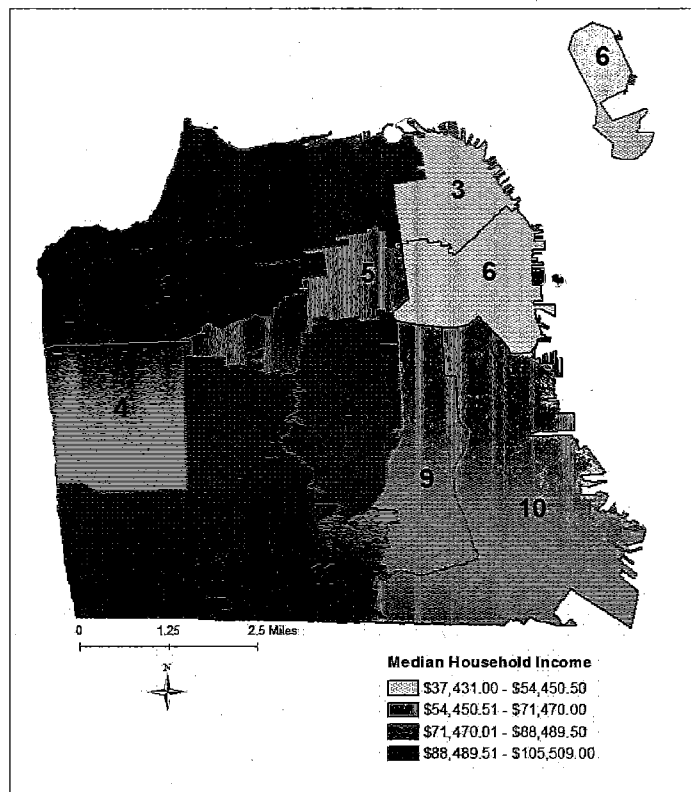 6
3
5
6
4
9
10
0 1.25 2.5 Miles
N
Median Household Income
$37,431.00 - $54,450.50
$54,450.51 - $71,470.00
$71,470.01 - $88,489.50
$88,489.51 - $105,509.00